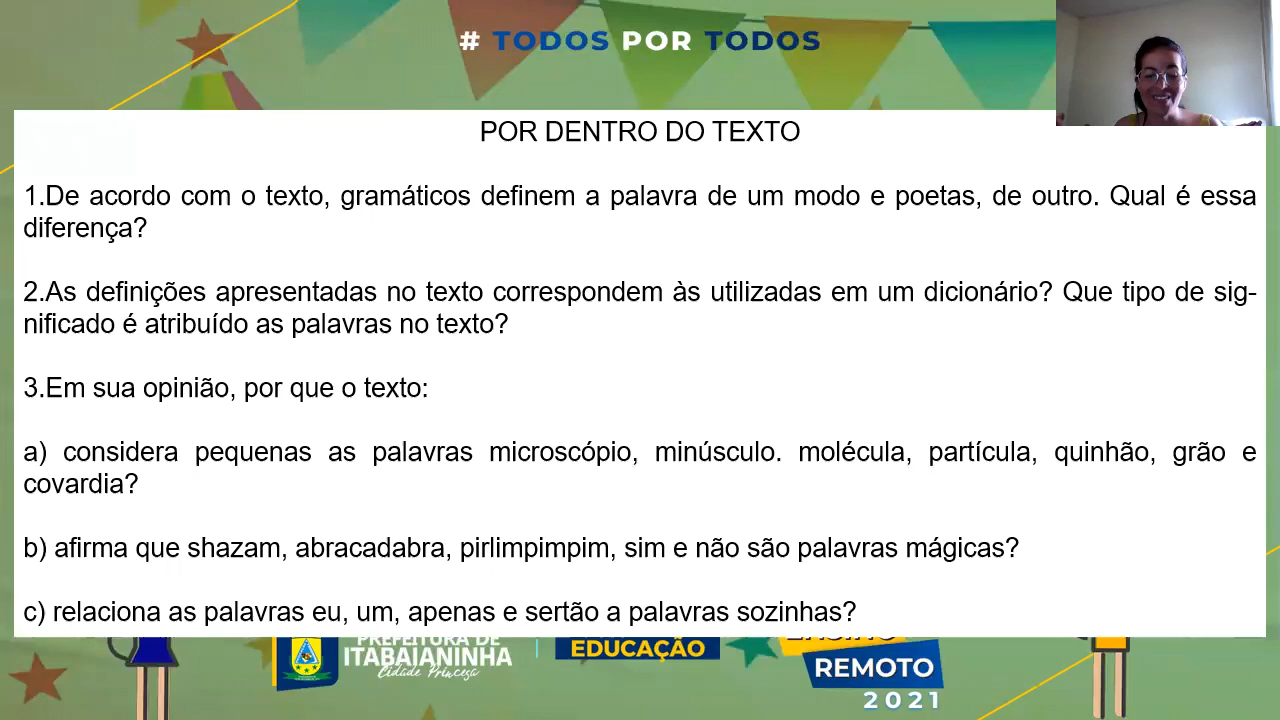 # TODOS POR TODOS
POR DENTRO DO TEXTO
1.De acordo com o texto, gramáticos definem a palavra de um modo e poetas, de outro. Qual é essa
diferença?
2.As definições apresentadas no texto correspondem às utilizadas em um dicionário? Que tipo de sig-
nificado é atribuído as palavras no texto?
3.Em sua opinião, por que o texto:
a) considera pequenas as palavras microscópio, minúsculo. molécula, partícula, quinhão, grão e
covardia?
b) afirma que shazam, abracadabra, pirlimpimpim, sim e não são palavras mágicas?
c) relaciona as palavras eu, um, apenas e sertão a palavras sozinhas?
PREFEITURA DE
ITABAIANINHA
Cidade Princesa
EDUCAÇÃO
ENSINO
REMOTO
2021